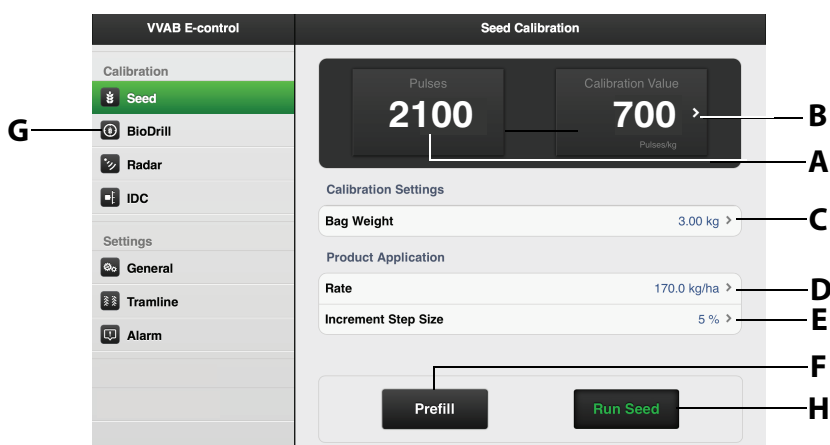 VVAB E-control
Seed Calibration
Calibration
Seed
BioDrill
Radar
IDC
Settings
General
Tramline
Alarm
Pulses
2100
Calibration Value
700
Pulses/kg
Calibration Settings
Bag Weight 3.00 kg
Product Application
Rate 170.0 kg/ha
Increment Step Size 5 %
Prefill
Run Seed
G
B
A
C
D
E
F
H